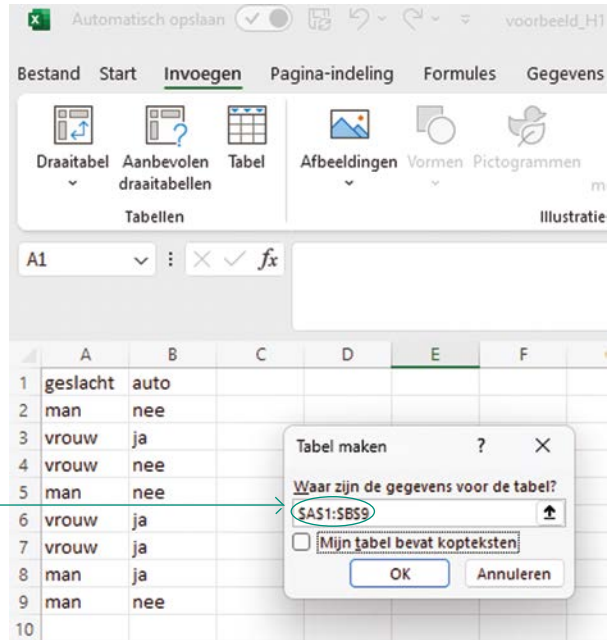 Automatisch opslaan voorbeeld_H1
Bestand Start Invoegen Pagina-indeling Formules Gegevens
Draaitabel Aanbevolen draaitabellen Tabel Afbeeldingen Vormen Pictogrammen
m
Tabellen Illustratie
A1 fx
A B C D E F
1 geslacht auto
2 man nee
3 vrouw ja
4 vrouw nee
5 man nee
6 vrouw ja
7 vrouw ja
8 man ja
9 man nee
10
Tabel maken ? X
Waar zijn de gegevens voor de tabel?
$A$1:$B$9
Mijn tabel bevat kopteksten
OK Annuleren